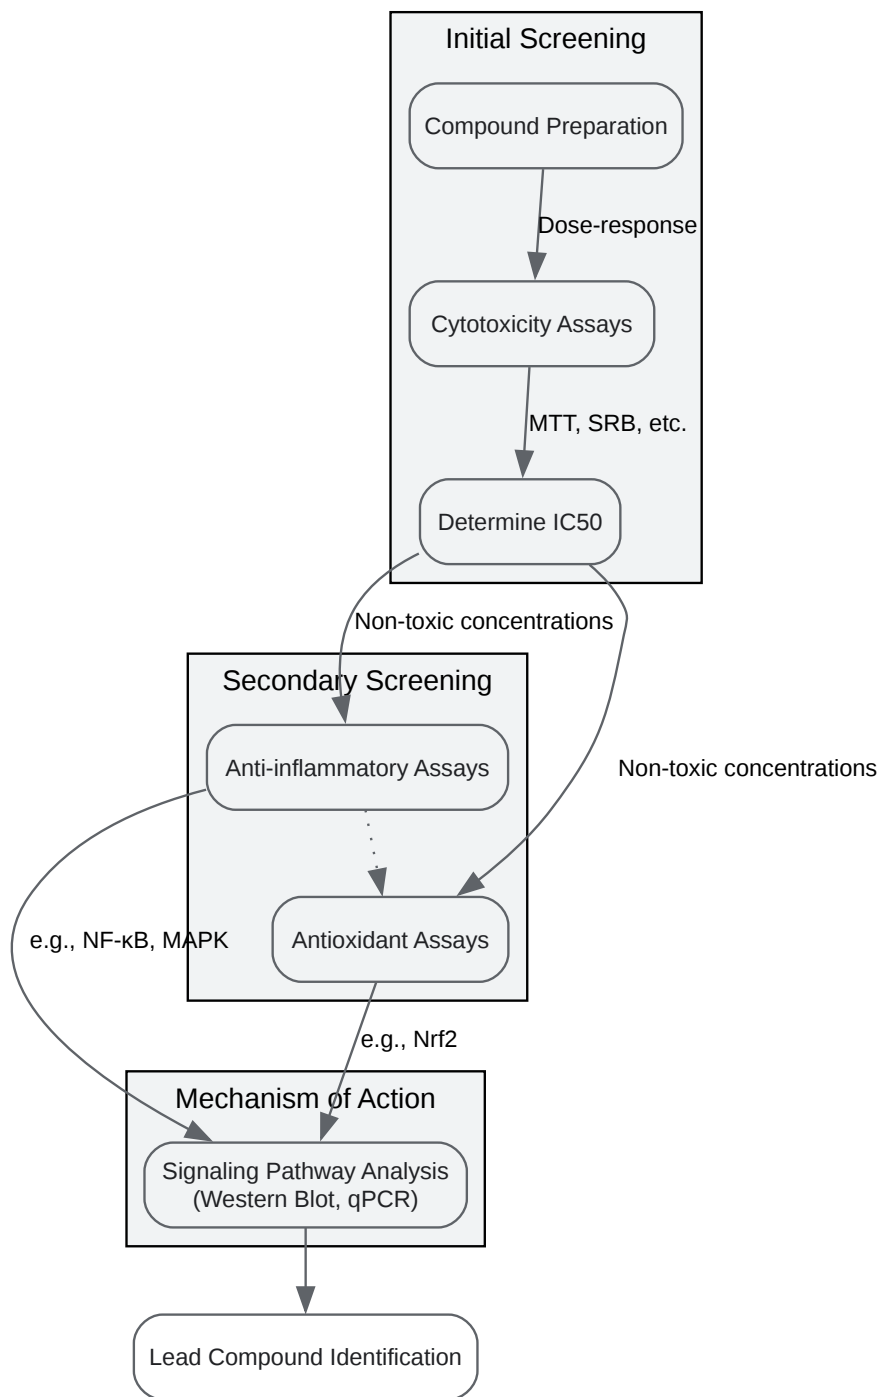 Initial Screening
Compound Preparation
Dose-response
Cytotoxicity Assays
MTT, SRB, etc.
Determine IC50
Non-toxic concentrations
Secondary Screening
Anti-inflammatory Assays
Non-toxic concentrations
e.g., NF-κB, MAPK
Antioxidant Assays
e.g., Nrf2
Mechanism of Action
Signaling Pathway Analysis
(Western Blot, qPCR)
Lead Compound Identification